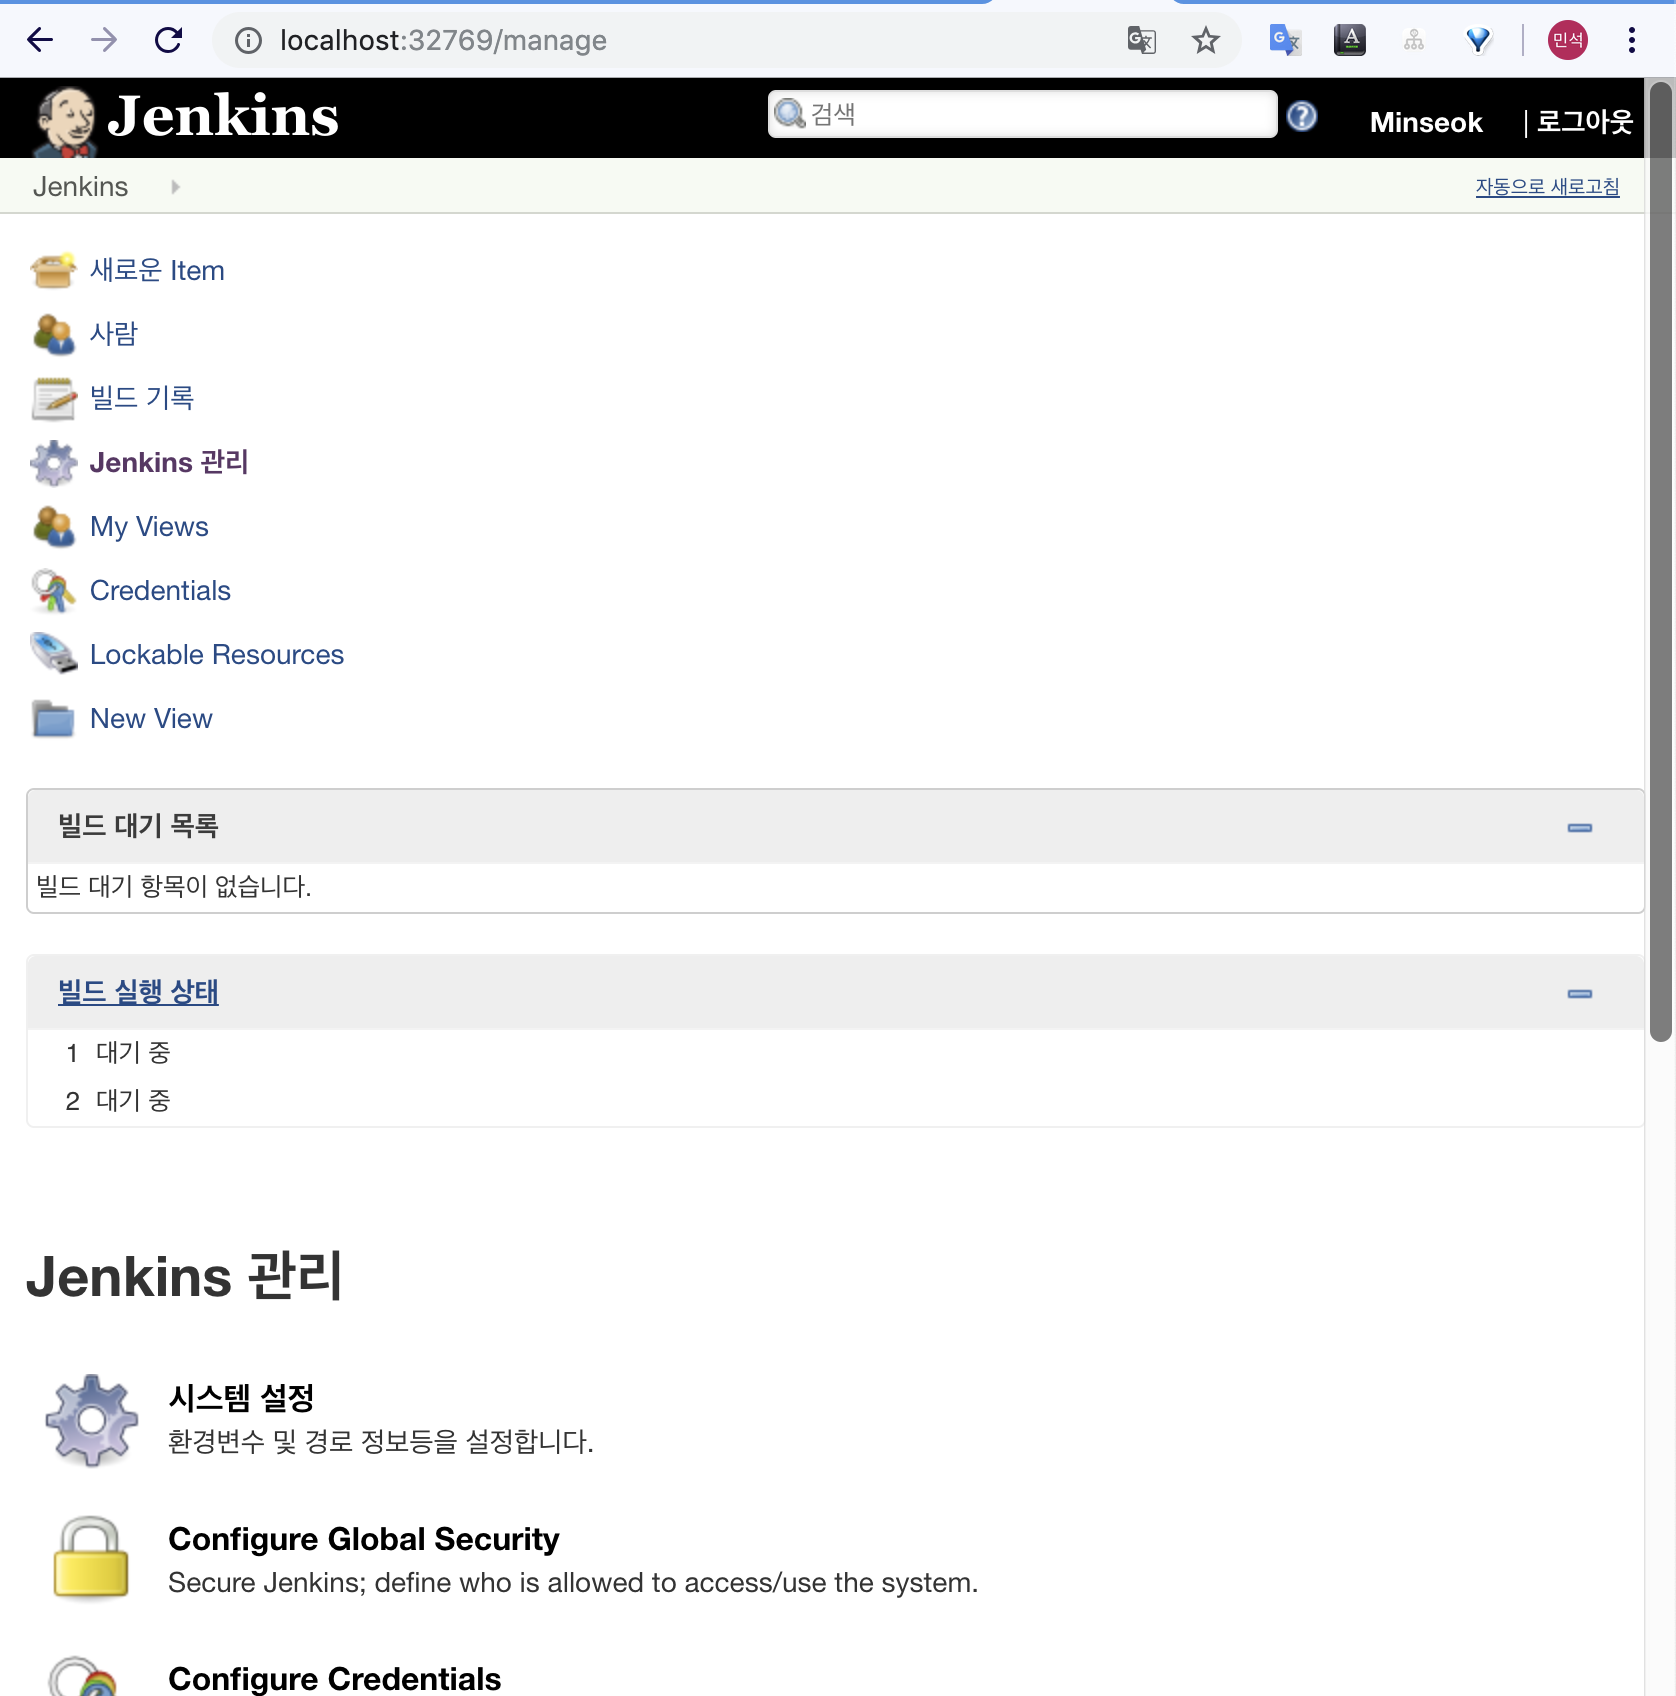 localhost:32769/manage
민석
Jenkins
검색
Minseok
| 로그아웃
Jenkins
자동으로 새로고침
새로운 Item
사람
빌드 기록
Jenkins 관리
My Views
Credentials
Lockable Resources
New View
빌드 대기 목록
빌드 대기 항목이 없습니다.
빌드 실행 상태
1 대기 중
2 대기 중
Jenkins 관리
시스템 설정
환경변수 및 경로 정보등을 설정합니다.
Configure Global Security
Secure Jenkins; define who is allowed to access/use the system.
Configure Credentials